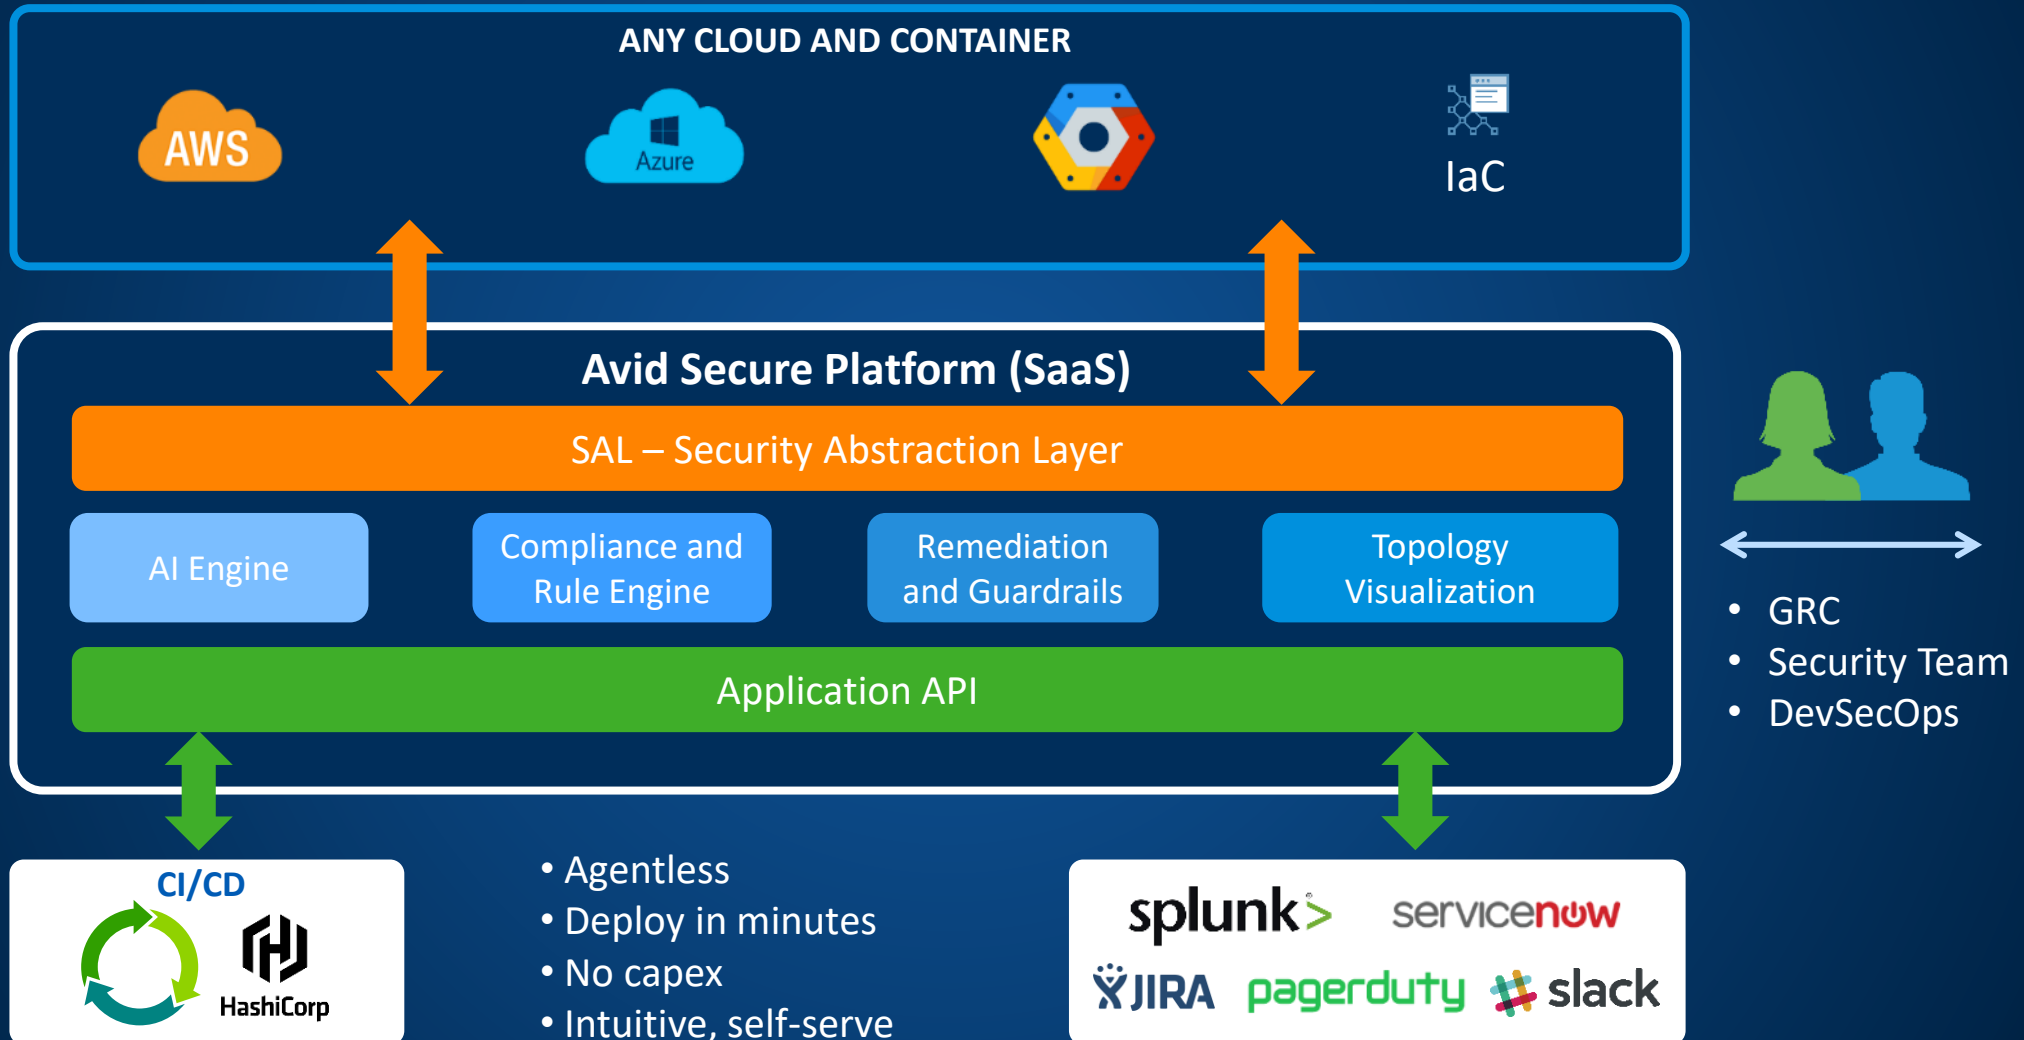 ANY CLOUD AND CONTAINER
AWS
Azure
IaC
Avid Secure Platform (SaaS)
SAL – Security Abstraction Layer
AI Engine
Compliance and
Rule Engine
Remediation
and Guardrails
Topology
Visualization
Application API
• GRC
• Security Team
• DevSecOps
CI/CD
HashiCorp
• Agentless
• Deploy in minutes
• No capex
• Intuitive, self-serve
splunk>
servicenow
JIRA
pagerduty
slack